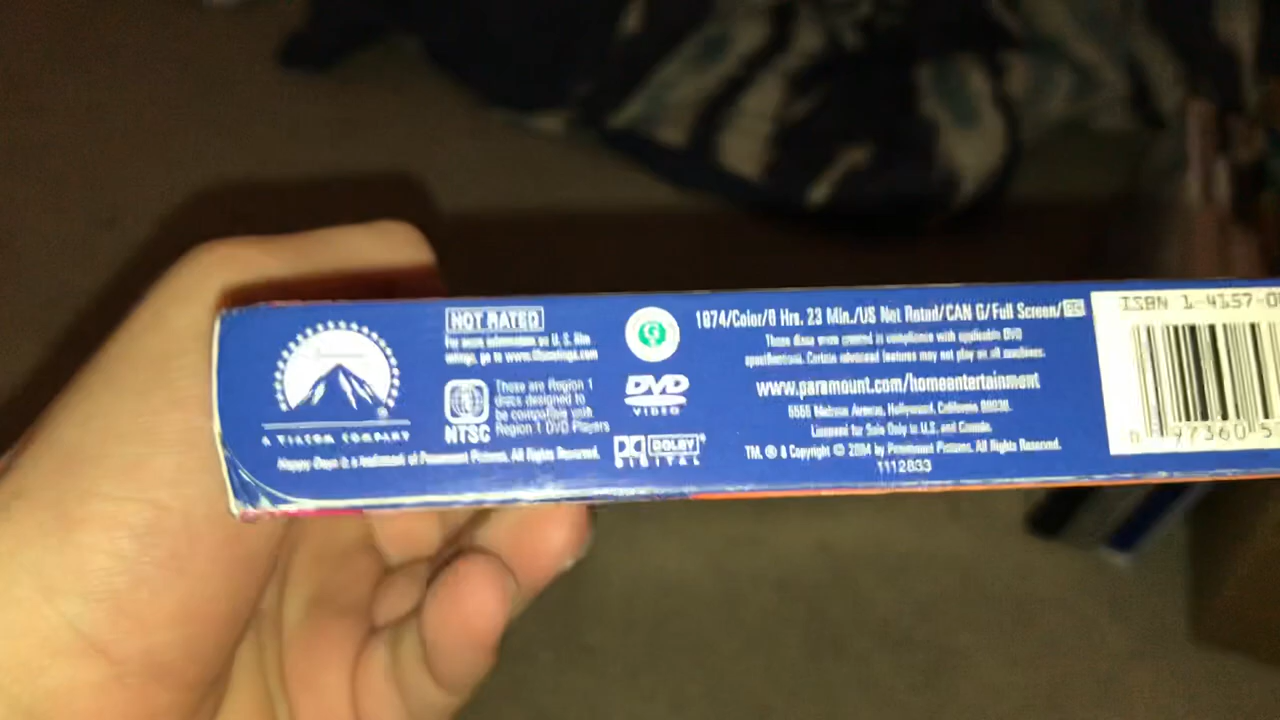 A VIACOM COMPANY
NOT RATED
For more information on U. S. film
ratings, go to www.filmratings.com
NTSC
These are Region 1
discs designed to
be compatible with
Region 1 DVD Players
Happy Days is a trademark of Paramount Pictures. All Rights Reserved.
G
DVD
VIDEO
DOLBY
DIGITAL
1974/Color/6 Hrs. 23 Min./US Not Rated/CAN G/Full Screen/CC
These discs were created in compliance with applicable DVD
specifications. Certain advanced features may not play on all machines.
www.paramount.com/homeentertainment
5555 Melrose Avenue, Hollywood, California 90038.
Licensed for Sale Only in U.S. and Canada.
TM, ® & Copyright © 2004 by Paramount Pictures. All Rights Reserved.
1112833
ISBN 1-4157-0
0 97360 5